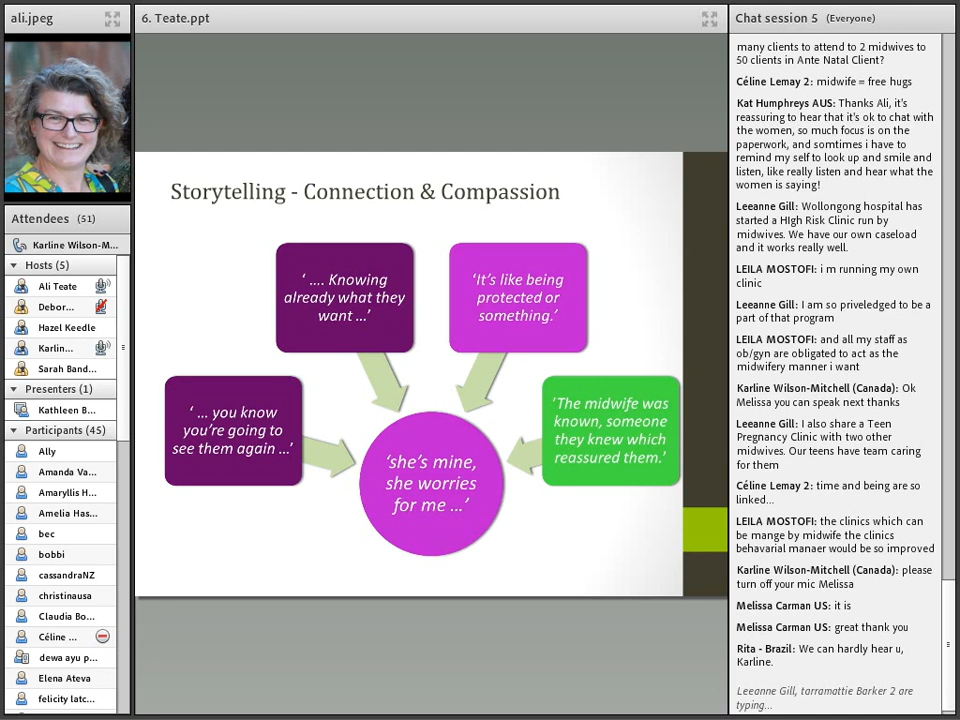 ali.jpeg
6. Teate.ppt
Chat session 5 (Everyone)
Attendees (51)
Karline Wilson-M...
Hosts (5)
Ali Teate
Debor...
Hazel Keedle
Karlin...
Sarah Band...
Presenters (1)
Kathleen B...
Participants (45)
Ally
Amanda Va...
Amaryllis H...
Amelia Has...
bec
bobbi
cassandraNZ
christinausa
Claudia Bo...
Céline ...
dewa ayu p...
Elena Ateva
felicity latc...
Storytelling - Connection & Compassion
‘ .... Knowing
already what they
want ...’
‘It’s like being
protected or
something.’
‘ ... you know
you’re going to
see them again ...’
’The midwife was
known, someone
they knew which
reassured them.’
‘she’s mine,
she worries
for me ...’
many clients to attend to 2 midwives to
50 clients in Ante Natal Client?
Céline Lemay 2: midwife = free hugs
Kat Humphreys AUS: Thanks Ali, it's
reassuring to hear that it's ok to chat with
the women, so much focus is on the
paperwork, and somtimes i have to
remind my self to look up and smile and
listen, like really listen and hear what the
women is saying!
Leeanne Gill: Wollongong hospital has
started a HIgh Risk Clinic run by
midwives. We have our own caseload
and it works really well.
LEILA MOSTOFI: i m running my own
clinic
Leeanne Gill: I am so priveledged to be a
part of that program
LEILA MOSTOFI: and all my staff as
ob/gyn are obligated to act as the
midwifery manier i want
Karline Wilson-Mitchell (Canada): Ok
Melissa you can speak next thanks
Leeanne Gill: I also share a Teen
Pregnancy Clinic with two other
midwives. Our teens have team caring
for them
Céline Lemay 2: time and being are so
linked...
LEILA MOSTOFI: the clinics which can
be mange by midwife the clinics
behavarial manaer would be so improved
Karline Wilson-Mitchell (Canada): please
turn off your mic Melissa
Melissa Carman US: it is
Melissa Carman US: great thank you
Rita - Brazil: We can hardly hear u,
Karline.
Leeanne Gill, tarramattie Barker 2 are
typing...